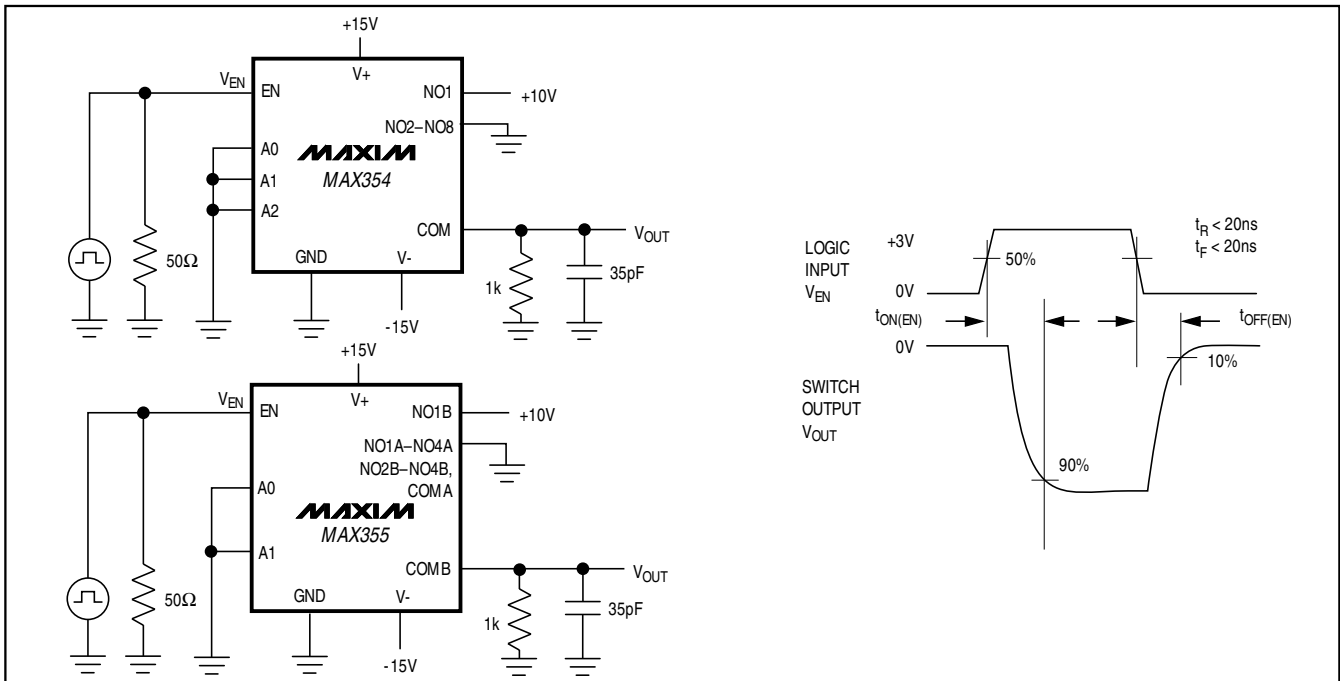 +15V
V+
VEN
EN
NO1
+10V
NO2–NO8
A0
MAXIM
MAX354
A1
A2
COM
VOUT
GND
V-
50Ω
1k
35pF
-15V
+15V
V+
VEN
EN
NO1B
+10V
NO1A–NO4A
NO2B–NO4B,
COMA
A0
MAXIM
MAX355
A1
COMB
VOUT
GND
V-
50Ω
1k
35pF
-15V
LOGIC
INPUT
VEN
+3V
0V
50%
tR < 20ns
tF < 20ns
tON(EN)
tOFF(EN)
0V
10%
SWITCH
OUTPUT
VOUT
90%